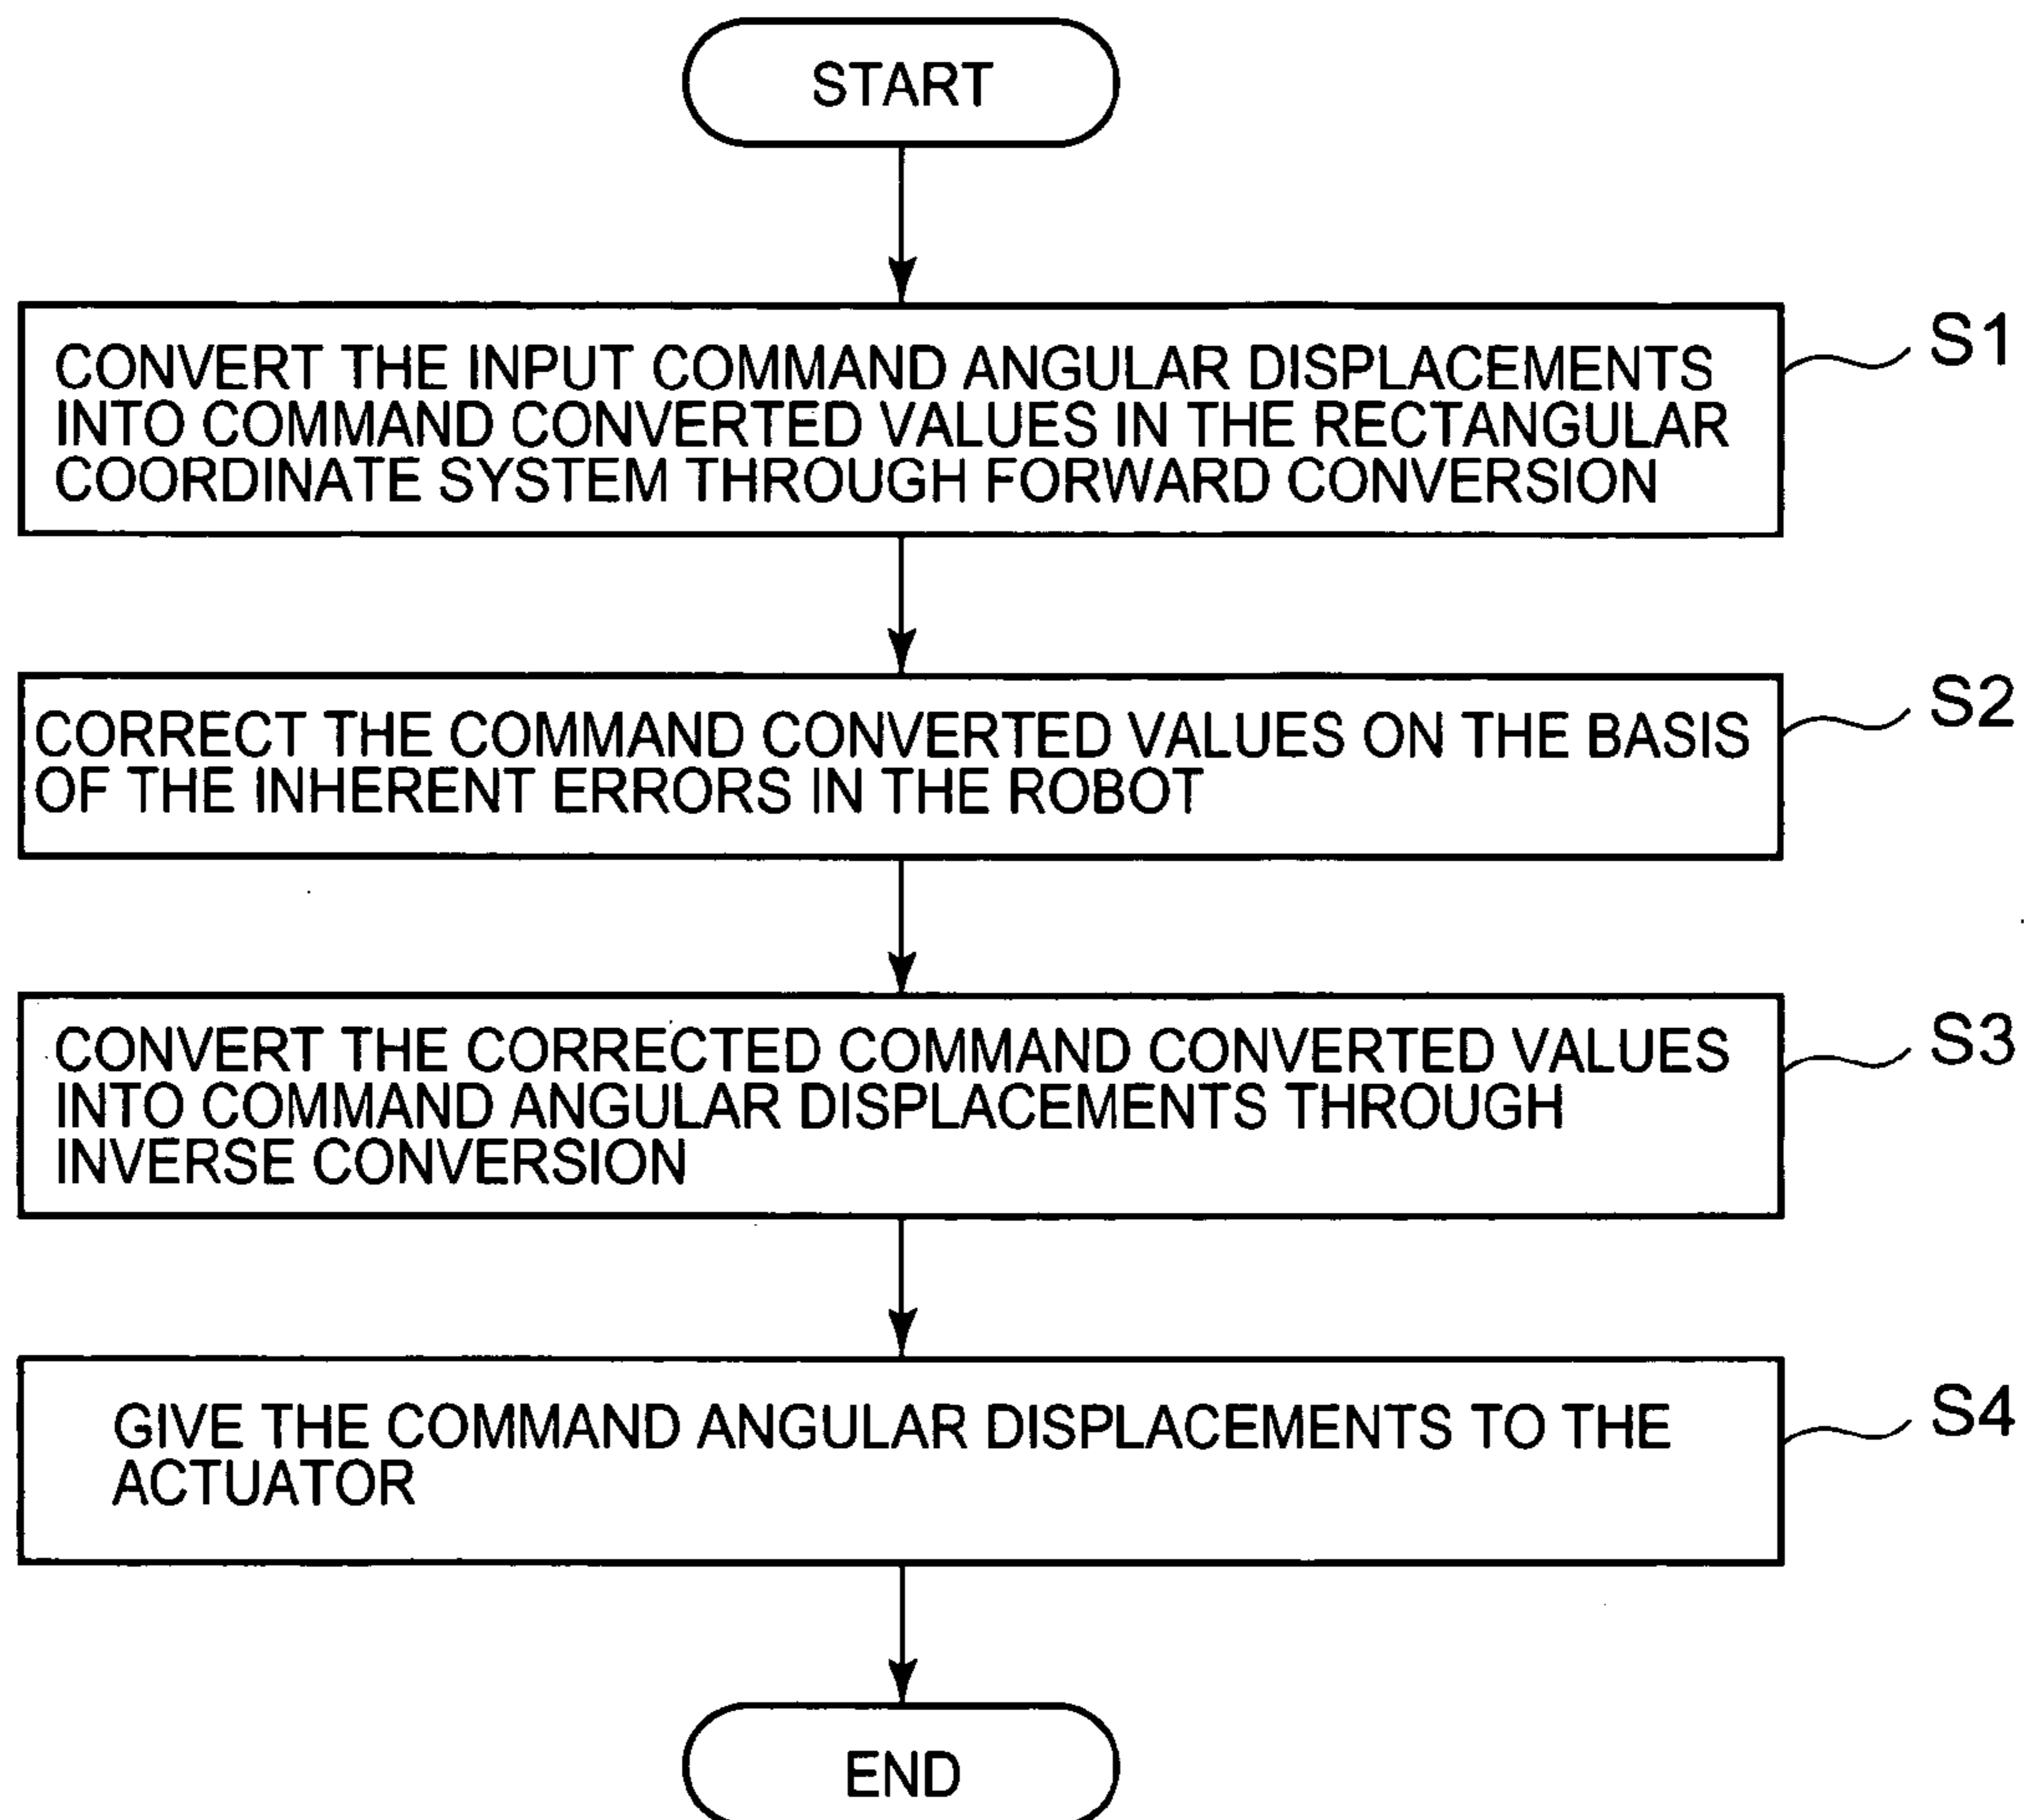 START
CONVERT THE INPUT COMMAND ANGULAR DISPLACEMENTS
INTO COMMAND CONVERTED VALUES IN THE RECTANGULAR
COORDINATE SYSTEM THROUGH FORWARD CONVERSION
S1
CORRECT THE COMMAND CONVERTED VALUES ON THE BASIS
OF THE INHERENT ERRORS IN THE ROBOT
S2
CONVERT THE CORRECTED COMMAND CONVERTED VALUES
INTO COMMAND ANGULAR DISPLACEMENTS THROUGH
INVERSE CONVERSION
S3
GIVE THE COMMAND ANGULAR DISPLACEMENTS TO THE
ACTUATOR
S4
END